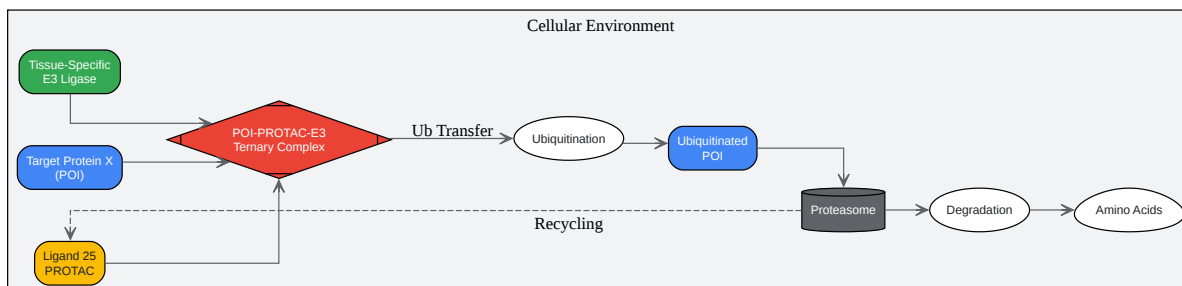 Cellular Environment
Tissue-Specific
E3 Ligase
POI-PROTAC-E3
Ternary Complex
Ub Transfer
Ubiquitination
Ubiquitinated
POI
Target Protein X
(POI)
Proteasome
Degradation
Amino Acids
Recycling
Ligand 25
PROTAC